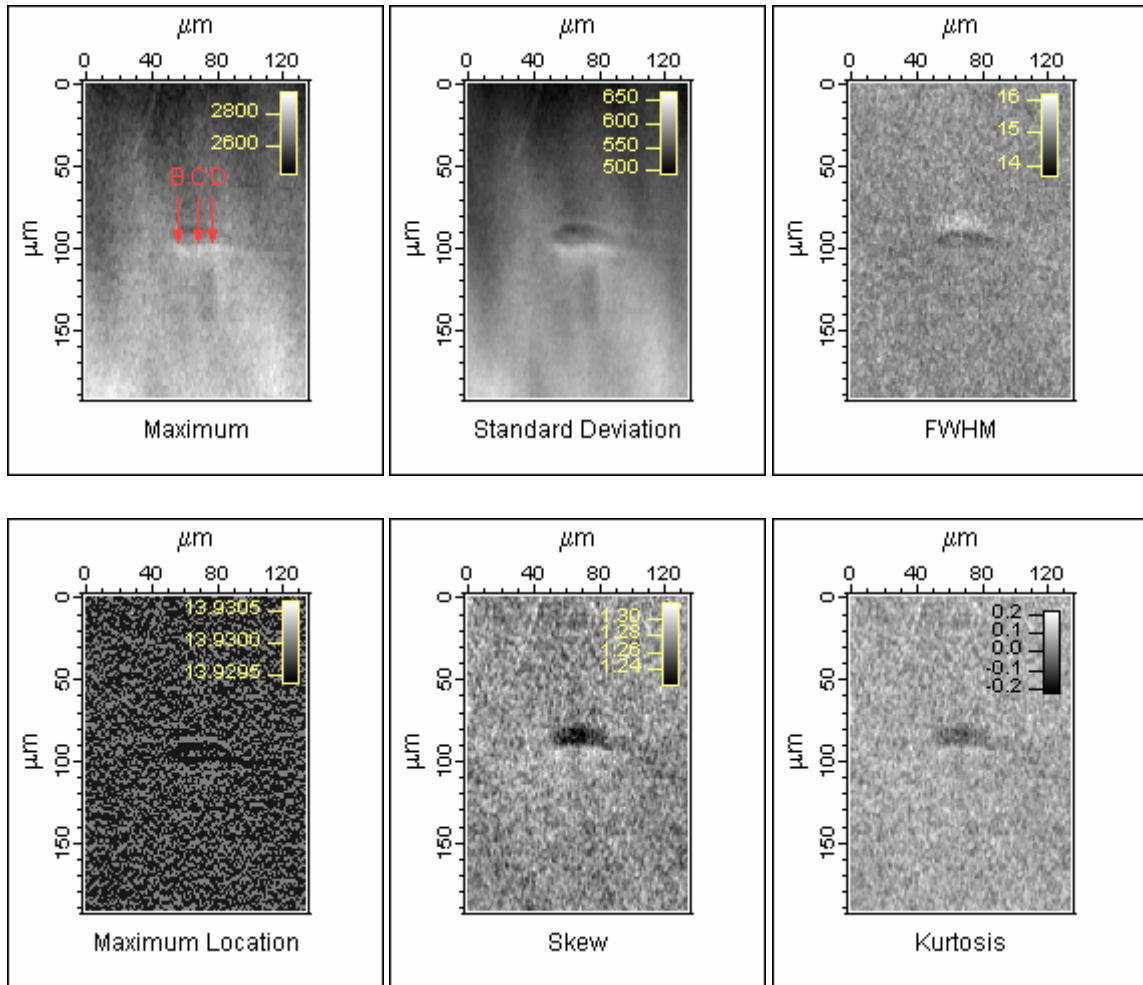 μm
0 40 80 120
0
50
100
150
μm
2800
2600
B C D
Maximum
μm
0 40 80 120
0
50
100
150
μm
650
600
550
500
Standard Deviation
μm
0 40 80 120
0
50
100
150
μm
16
15
14
FWHM
μm
0 40 80 120
0
50
100
150
μm
13.9305
13.9300
13.9295
Maximum Location
μm
0 40 80 120
0
50
100
150
μm
1.30
1.28
1.26
1.24
Skew
μm
0 40 80 120
0
50
100
150
μm
0.2
0.1
0.0
-0.1
-0.2
Kurtosis